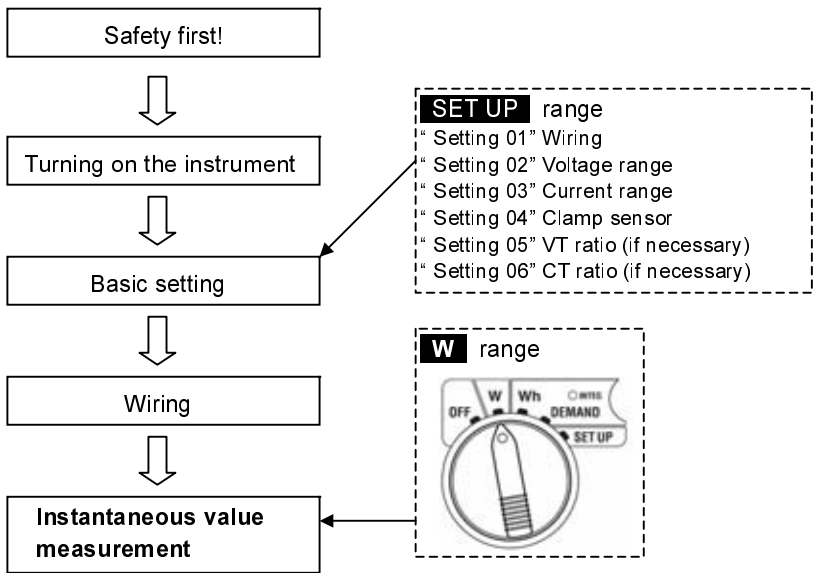 Safety first!
Turning on the instrument
Basic setting
Wiring
Instantaneous value
measurement
SET UP range
“ Setting 01” Wiring
“ Setting 02” Voltage range
“ Setting 03” Current range
“ Setting 04” Clamp sensor
“ Setting 05” VT ratio (if necessary)
“ Setting 06” CT ratio (if necessary)
W range
OFF W Wh INTEG
DEMAND
SET UP